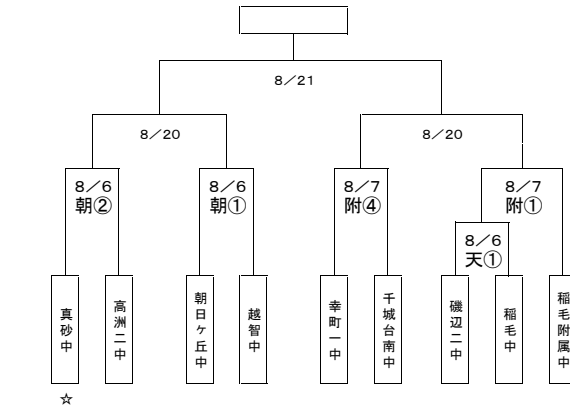 8／21
8／20
8／20
8／6
朝②
8／6
朝①
8／7
附④
8／7
附①
8／6
天①
真砂中
高洲二中
朝日ヶ丘中
越智中
幸町一中
千城台南中
磯辺二中
稲毛中
稲毛附属中
☆